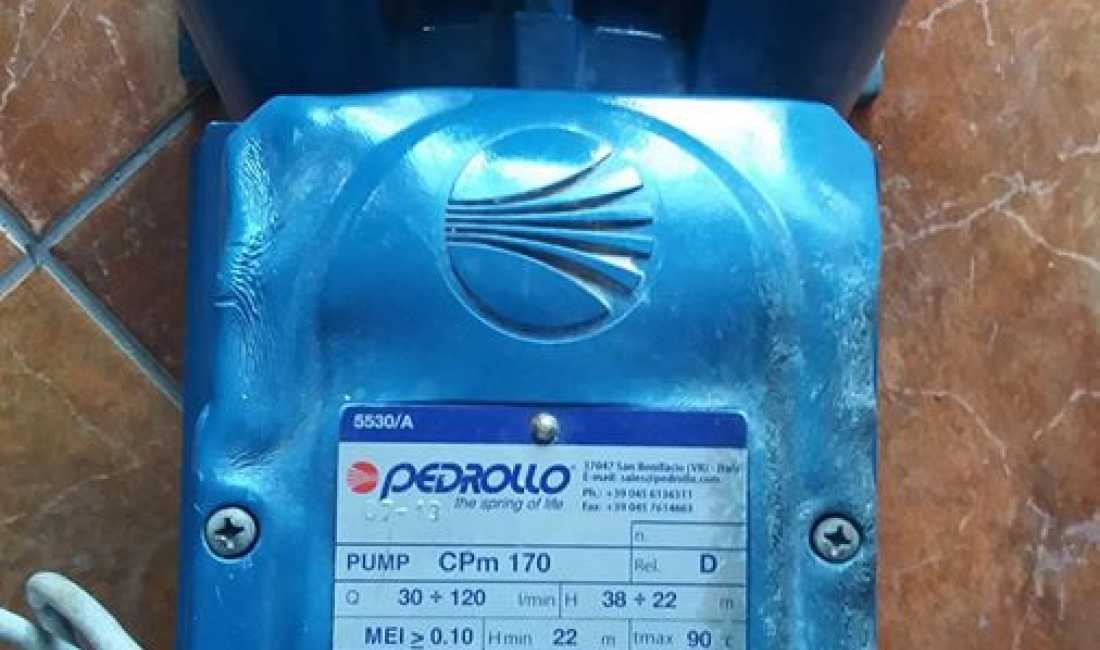 5530/A
PEDROLLO®
the spring of life
37047 San Bonifacio (VR) - Italy
E-mail: sales@pedrollo.com
Ph.: +39 045 6136311
Fax: +39 045 7614663
n.
PUMP CPm 170 Rel. D
Q 30 ÷ 120 l/min H 38 ÷ 22 m
MEI ≥ 0.10 Hmin 22 m tmax 90 C